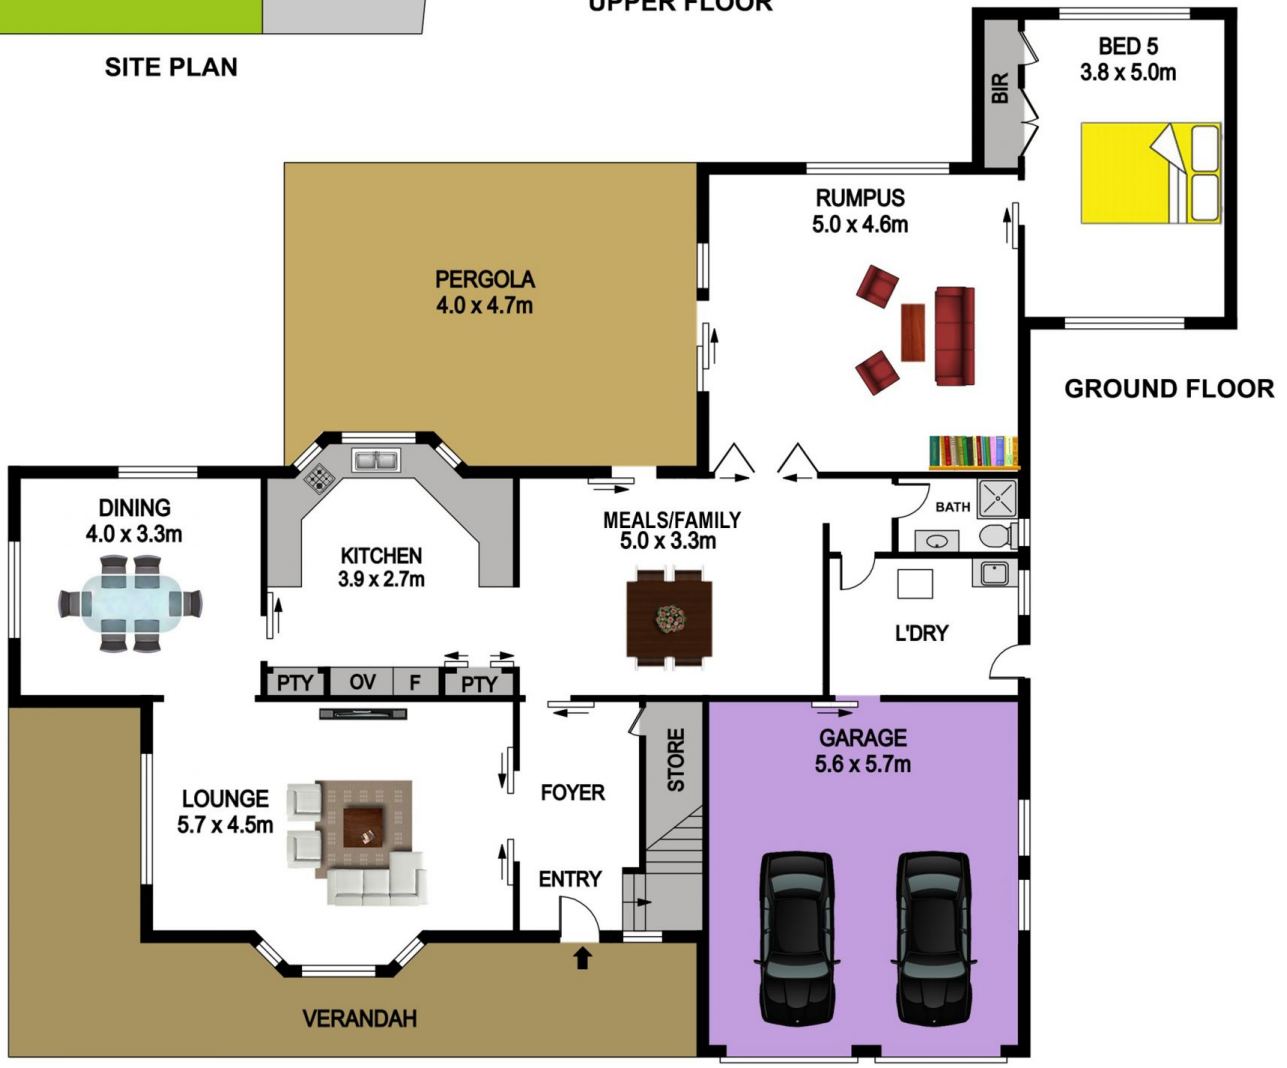 UPPER FLOOR
SITE PLAN
BED 5
3.8 x 5.0m
BIR
RUMPUS
5.0 x 4.6m
PERGOLA
4.0 x 4.7m
GROUND FLOOR
DINING
4.0 x 3.3m
KITCHEN
3.9 x 2.7m
MEALS/FAMILY
5.0 x 3.3m
BATH
L'DRY
PTY
OV
F
PTY
LOUNGE
5.7 x 4.5m
FOYER
STORE
GARAGE
5.6 x 5.7m
ENTRY
VERANDAH